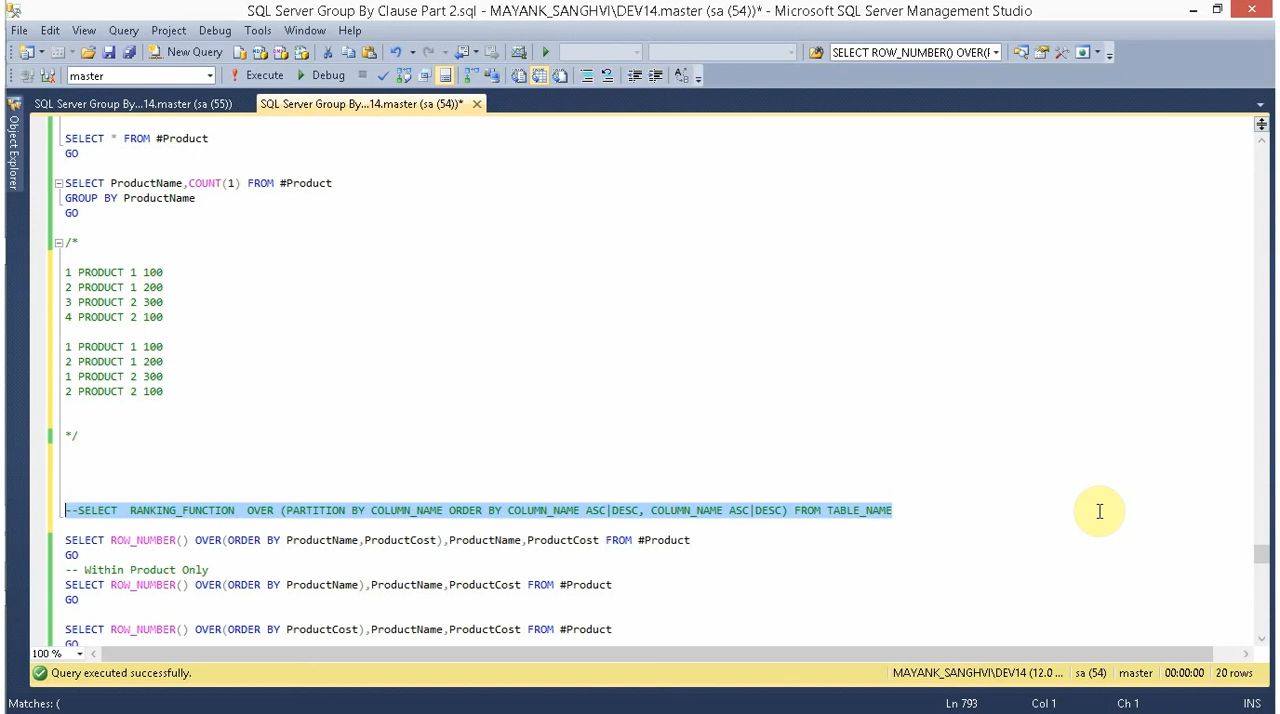 SQL Server Group By Clause Part 2.sql - MAYANK_SANGHVI\DEV14.master (sa (54))* - Microsoft SQL Server Management Studio
File Edit View Query Project Debug Tools Window Help
New Query SELECT ROW_NUMBER() OVER(
master Execute Debug
SQL Server Group By...14.master (sa (55)) SQL Server Group By...14.master (sa (54))*
Object Explorer
SELECT * FROM #Product
GO
SELECT ProductName,COUNT(1) FROM #Product
GROUP BY ProductName
GO
/*
1 PRODUCT 1 100
2 PRODUCT 1 200
3 PRODUCT 2 300
4 PRODUCT 2 100
1 PRODUCT 1 100
2 PRODUCT 1 200
1 PRODUCT 2 300
2 PRODUCT 2 100
*/
--SELECT RANKING_FUNCTION OVER (PARTITION BY COLUMN_NAME ORDER BY COLUMN_NAME ASC|DESC, COLUMN_NAME ASC|DESC) FROM TABLE_NAME
SELECT ROW_NUMBER() OVER(ORDER BY ProductName,ProductCost),ProductName,ProductCost FROM #Product
GO
-- Within Product Only
SELECT ROW_NUMBER() OVER(ORDER BY ProductName),ProductName,ProductCost FROM #Product
GO
SELECT ROW_NUMBER() OVER(ORDER BY ProductCost),ProductName,ProductCost FROM #Product
GO
100 %
Query executed successfully. MAYANK_SANGHVI\DEV14 (12.0 ... sa (54) master 00:00:00 20 rows
Matches: ( Ln 793 Col 1 Ch 1 INS